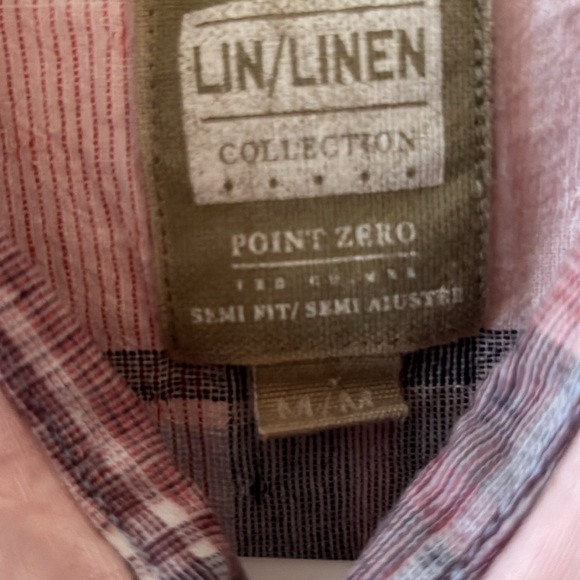 LIN/LINEN
COLLECTION
POINT ZERO
SEMI FIT/ SEMI AJUSTÉE
M/M